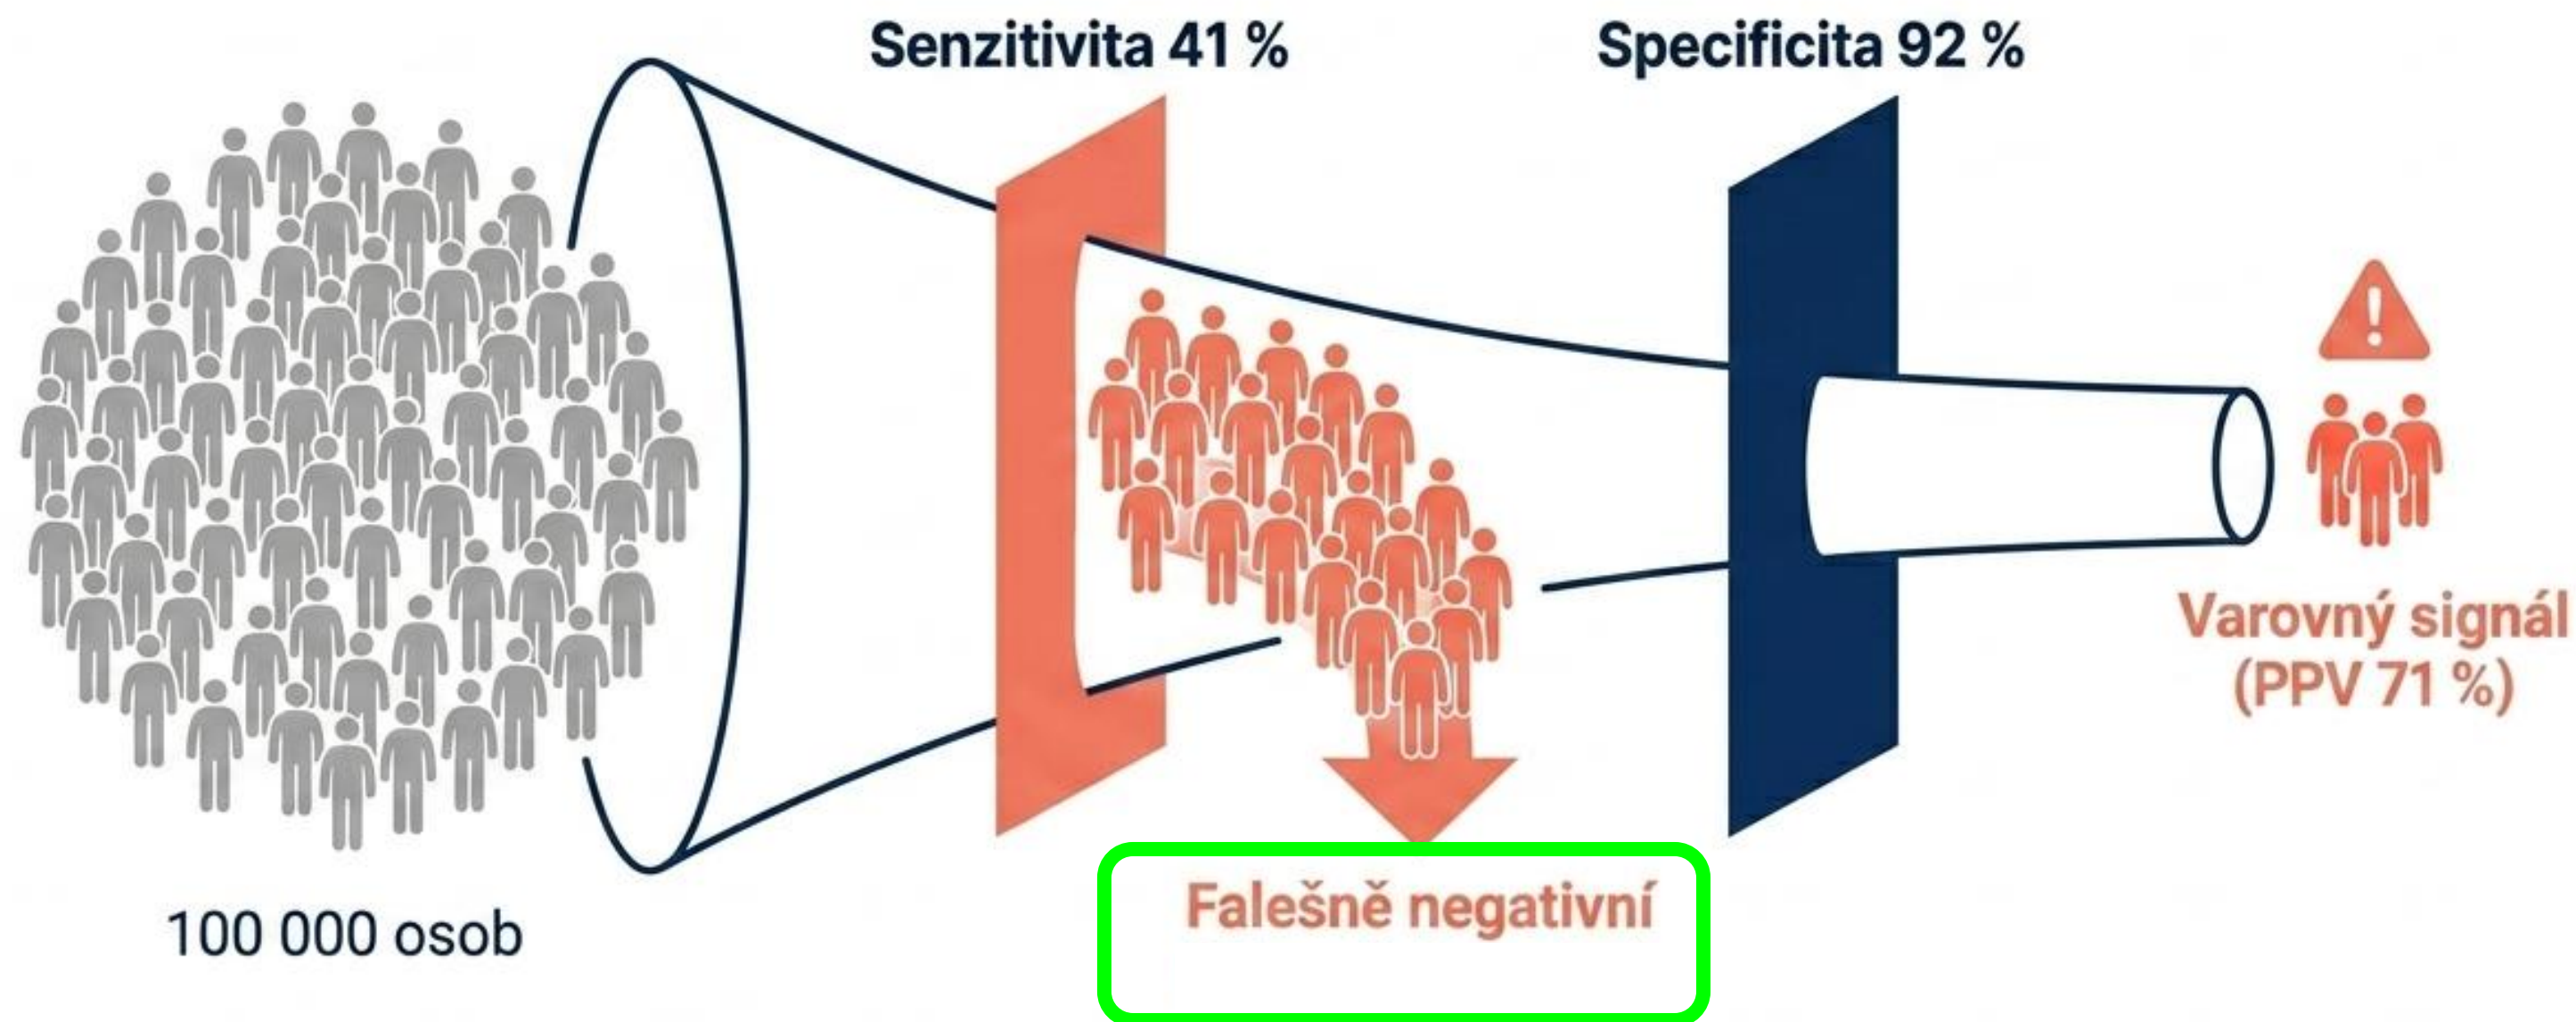 Senzitivita 41 %
Specificita 92 %
Varovný signál
(PPV 71 %)
Falešně negativní
100 000 osob